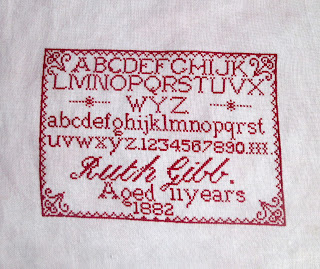 ABCDEFGHIJK
LMNOPQRSTUVX
WYZ
abcdefghijklmnopqrst
uvwxyz.1234567890.
Ruth Gibb.
Aged 11 years
1882